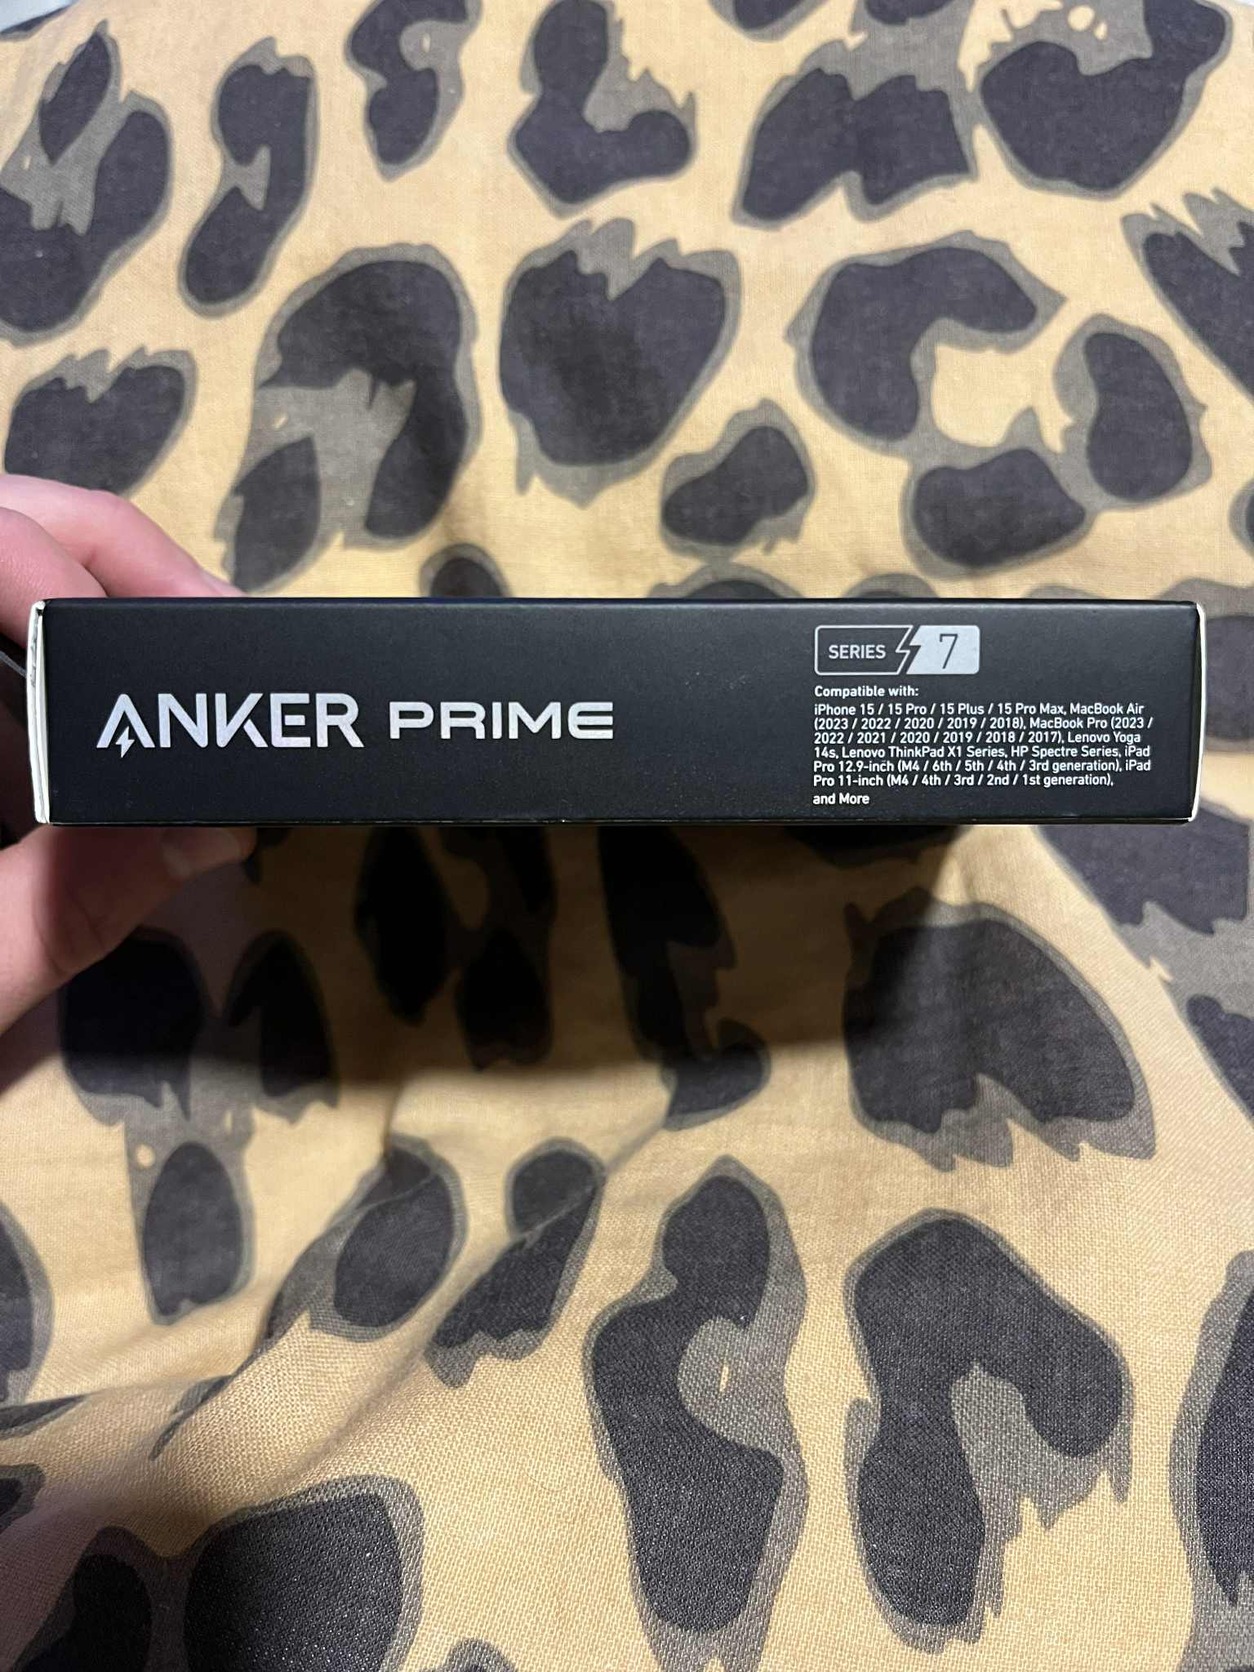 ANKER PRIME
SERIES 7
Compatible with:
iPhone 15 / 15 Pro / 15 Plus / 15 Pro Max, MacBook Air
(2023 / 2022 / 2020 / 2019 / 2018), MacBook Pro (2023 /
2022 / 2021 / 2020 / 2019 / 2018 / 2017), Lenovo Yoga
14s, Lenovo ThinkPad X1 Series, HP Spectre Series, iPad
Pro 12.9-inch (M4 / 6th / 5th / 4th / 3rd generation), iPad
Pro 11-inch (M4 / 4th / 3rd / 2nd / 1st generation),
and More